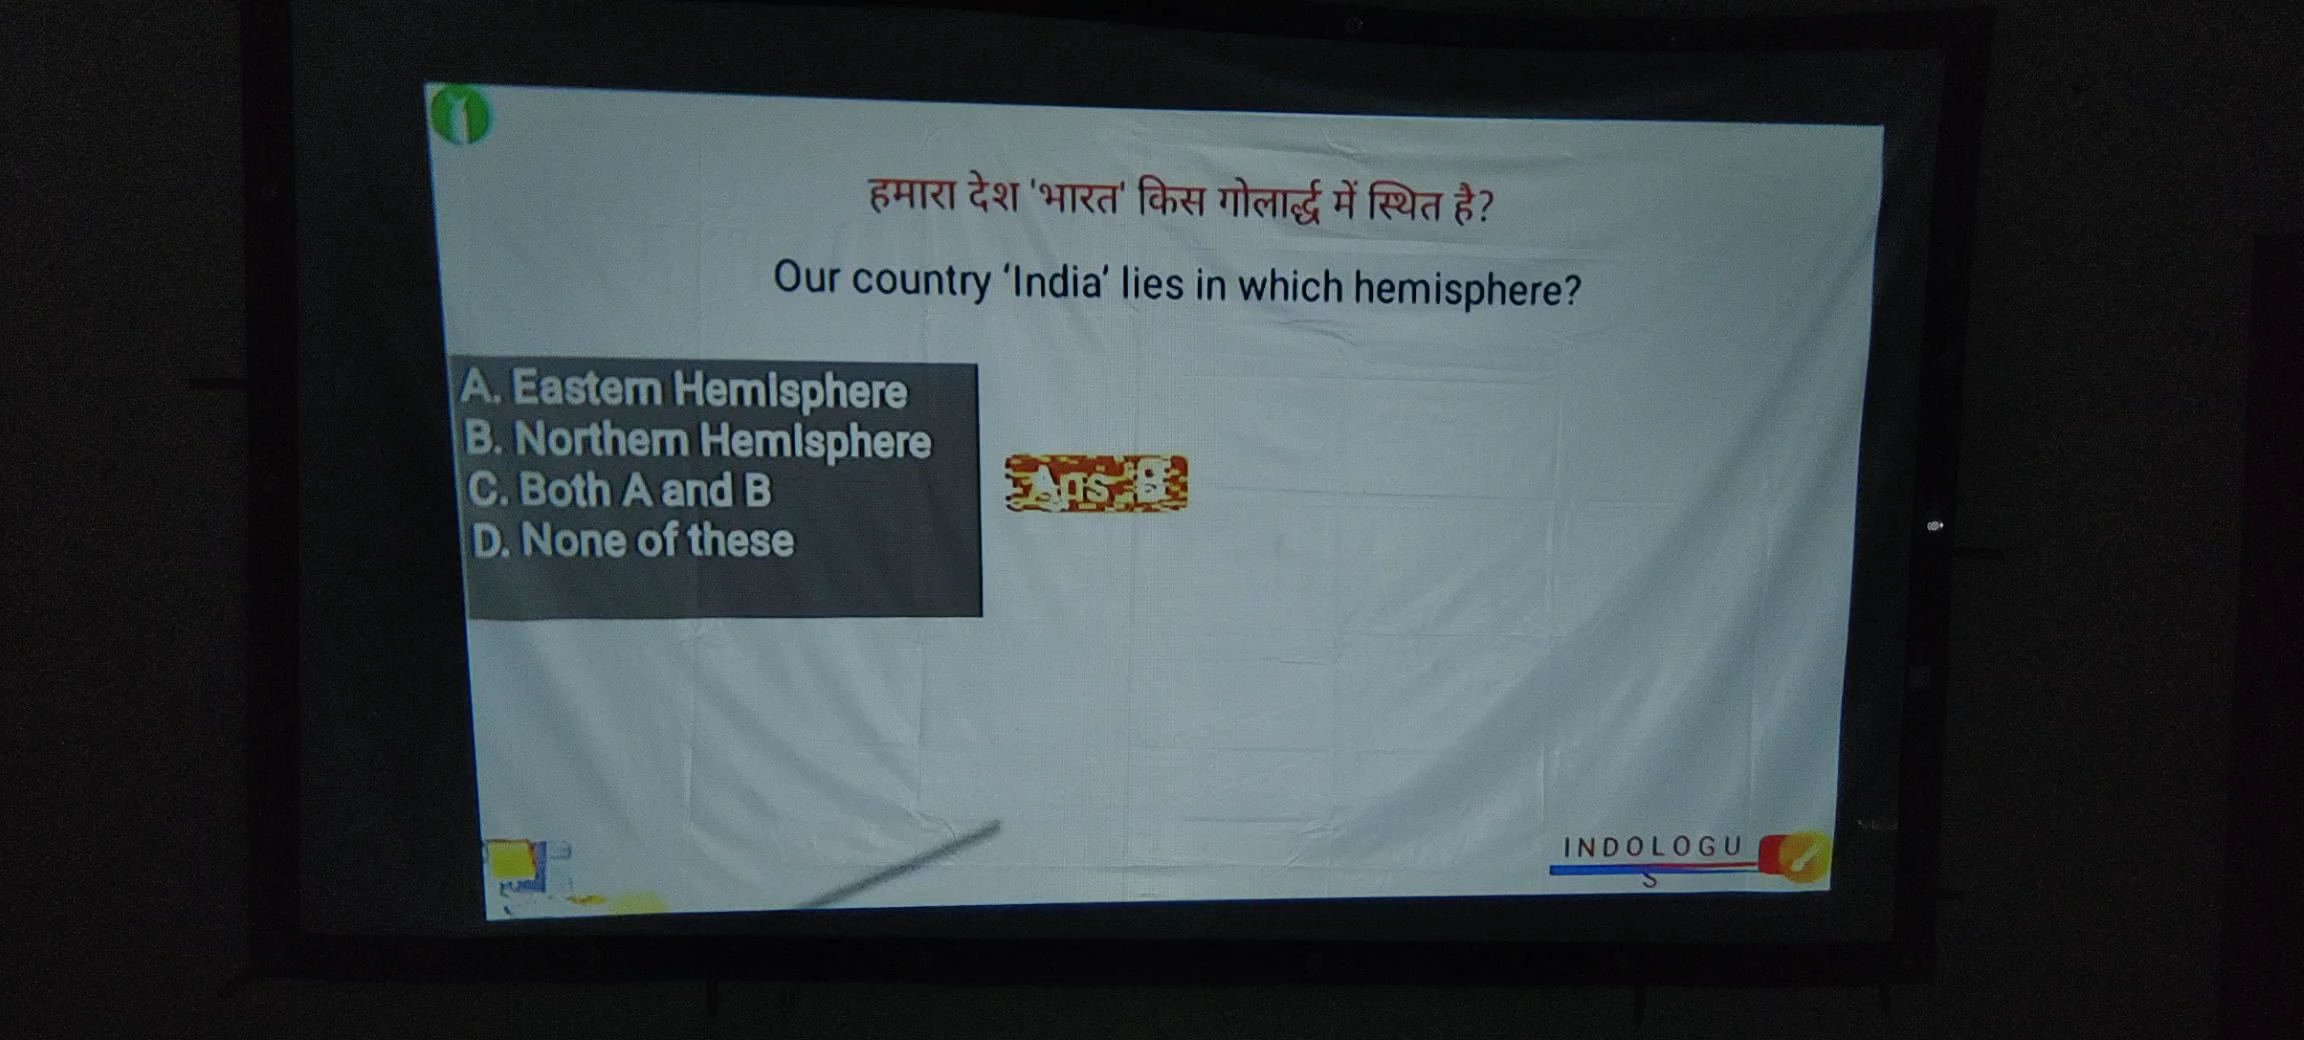 हमारा देश 'भारत' किस गोलार्द्ध में स्थित है?
Our country ‘India’ lies in which hemisphere?
A. Eastern Hemisphere
B. Northern Hemisphere
C. Both A and B
D. None of these
Ans B
INDOLOGU
S